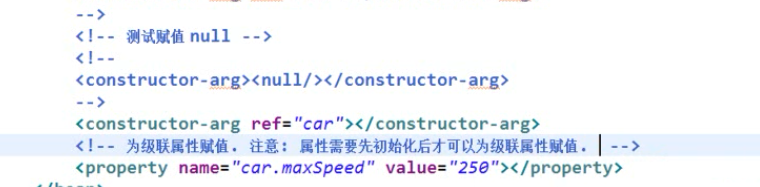 -->
<!-- 测试赋值 null -->
<!--
<constructor-arg><null/></constructor-arg>
-->
<constructor-arg ref="car"></constructor-arg>
<!-- 为级联属性赋值. 注意: 属性需要先初始化后才可以为级联属性赋值. -->
<property name="car.maxSpeed" value="250"></property>